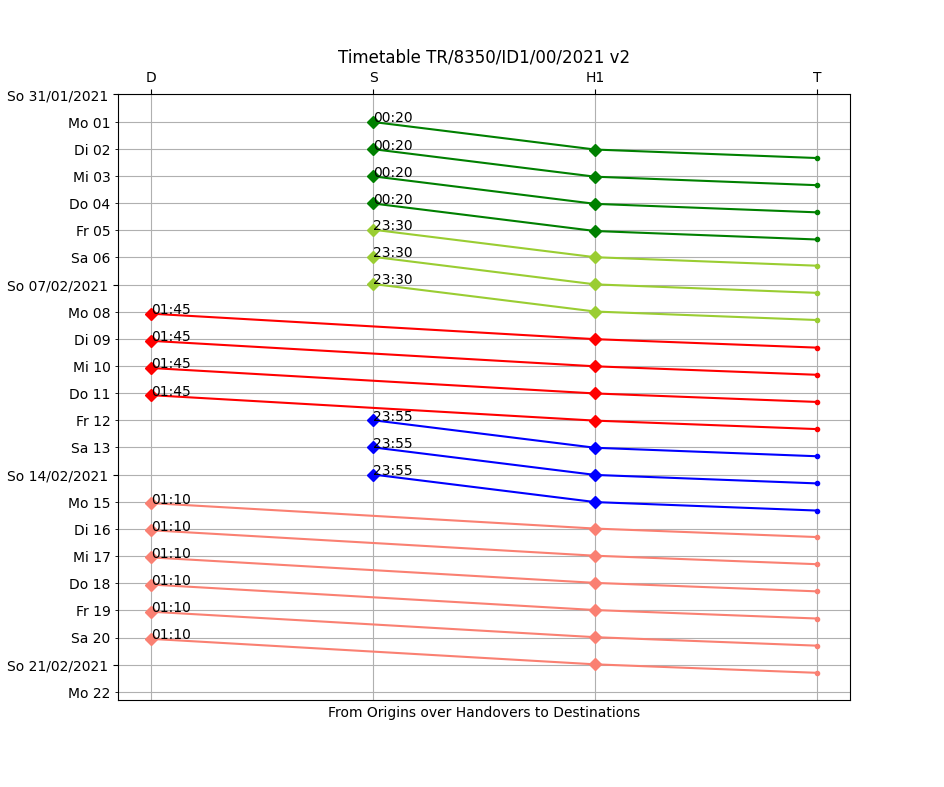 Timetable TR/8350/ID1/00/2021 v2
D S H1 T
So 31/01/2021
Mo 01 00:20
Di 02 00:20
Mi 03 00:20
Do 04 00:20
Fr 05 23:30
Sa 06 23:30
So 07/02/2021 23:30
Mo 08 01:45
Di 09 01:45
Mi 10 01:45
Do 11 01:45
Fr 12 23:55
Sa 13 23:55
So 14/02/2021 23:55
Mo 15 01:10
Di 16 01:10
Mi 17 01:10
Do 18 01:10
Fr 19 01:10
Sa 20 01:10
So 21/02/2021
Mo 22
From Origins over Handovers to Destinations